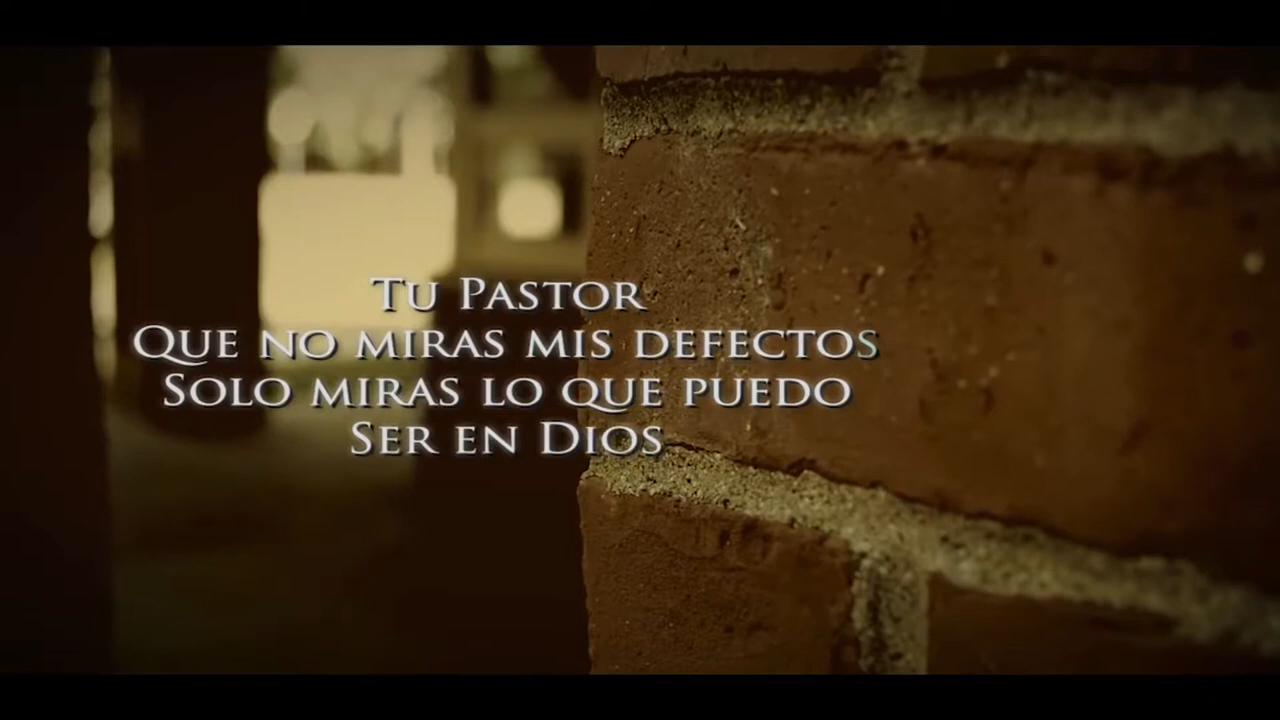 Tu Pastor
Que no miras mis defectos
Solo miras lo que puedo
Ser en Dios